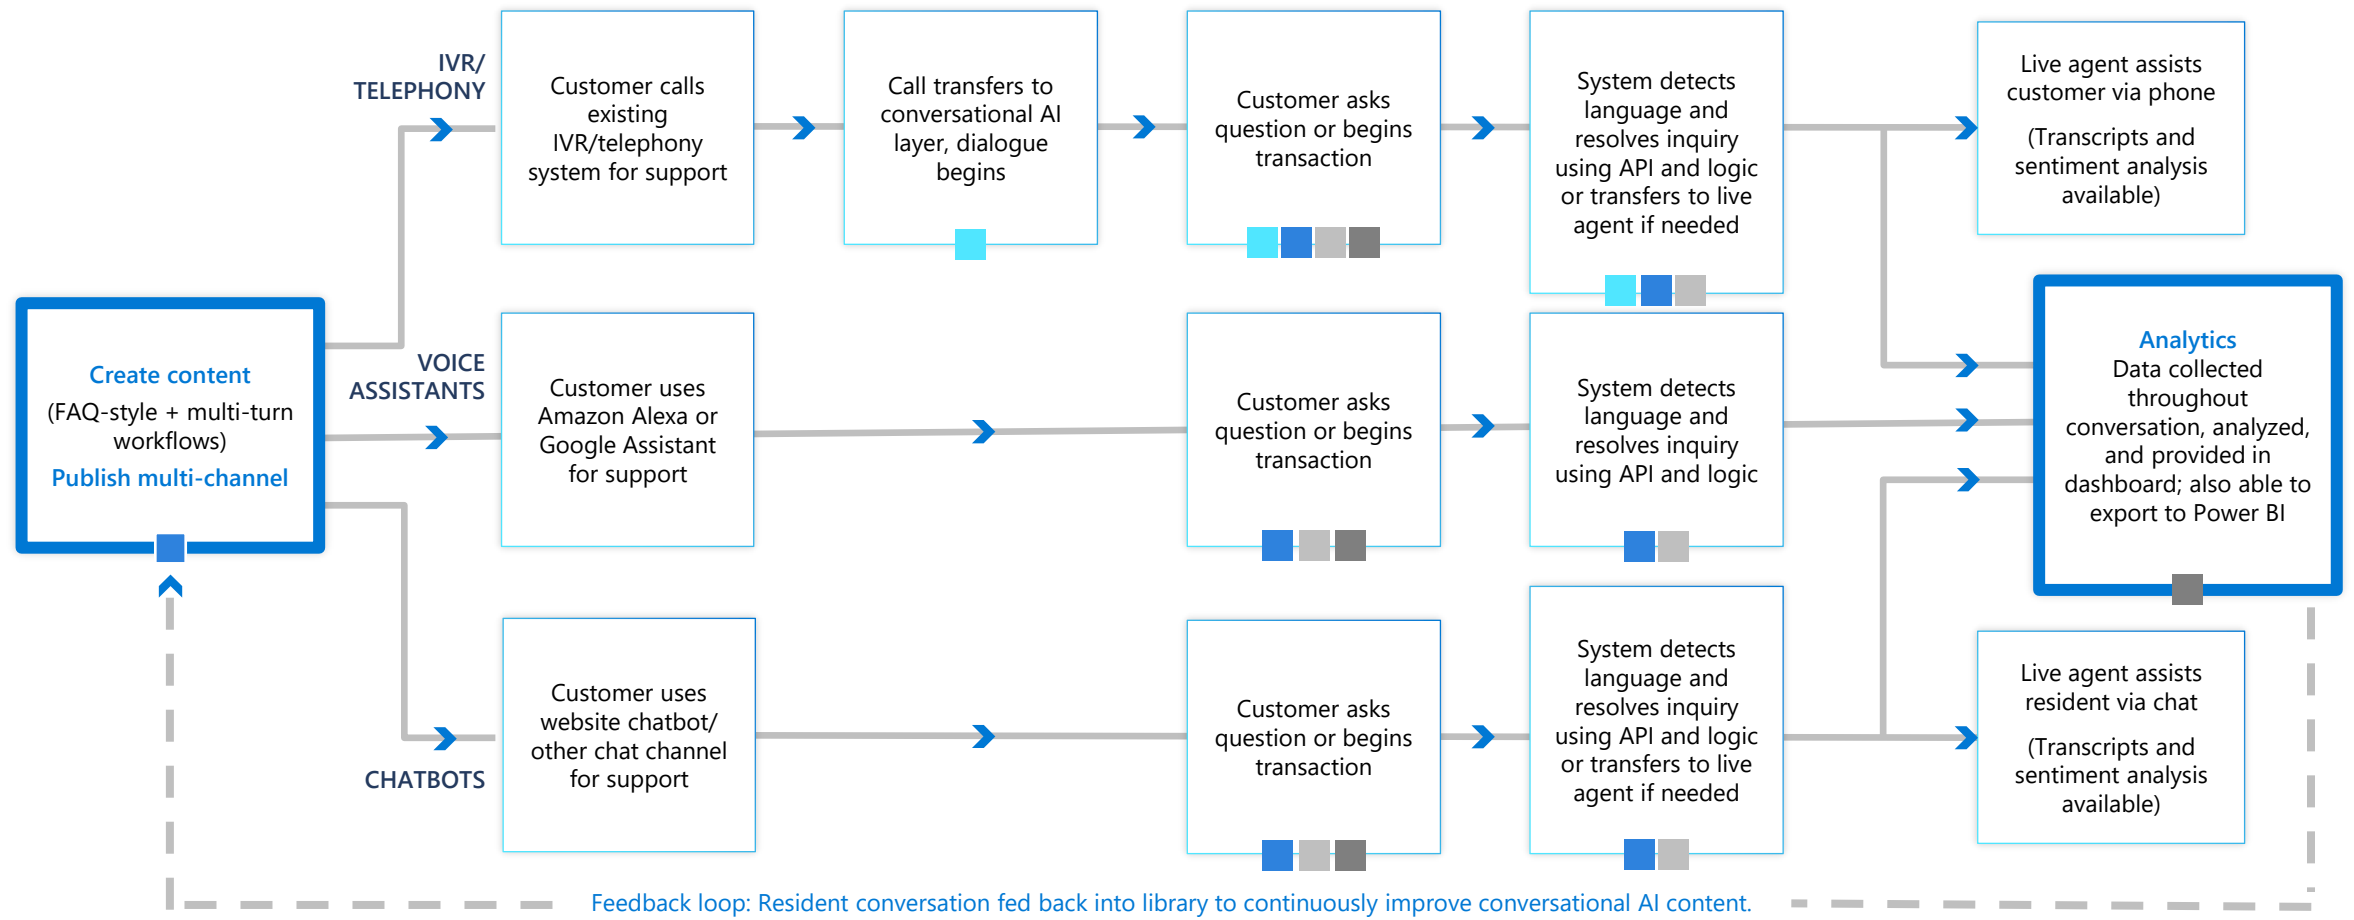 IVR/
TELEPHONY
Customer calls
existing
IVR/telephony
system for support
Call transfers to
conversational AI
layer, dialogue
begins
Customer asks
question or begins
transaction
System detects
language and
resolves inquiry
using API and logic
or transfers to live
agent if needed
Live agent assists
customer via phone
(Transcripts and
sentiment analysis
available)
Create content
(FAQ-style + multi-turn
workflows)
Publish multi-channel
VOICE
ASSISTANTS
Customer uses
Amazon Alexa or
Google Assistant
for support
Customer asks
question or begins
transaction
System detects
language and
resolves inquiry
using API and logic
Analytics
Data collected
throughout
conversation, analyzed,
and provided in
dashboard; also able to
export to Power BI
CHATBOTS
Customer uses
website chatbot/
other chat channel
for support
Customer asks
question or begins
transaction
System detects
language and
resolves inquiry
using API and logic
or transfers to live
agent if needed
Live agent assists
resident via chat
(Transcripts and
sentiment analysis
available)
Feedback loop: Resident conversation fed back into library to continuously improve conversational AI content.